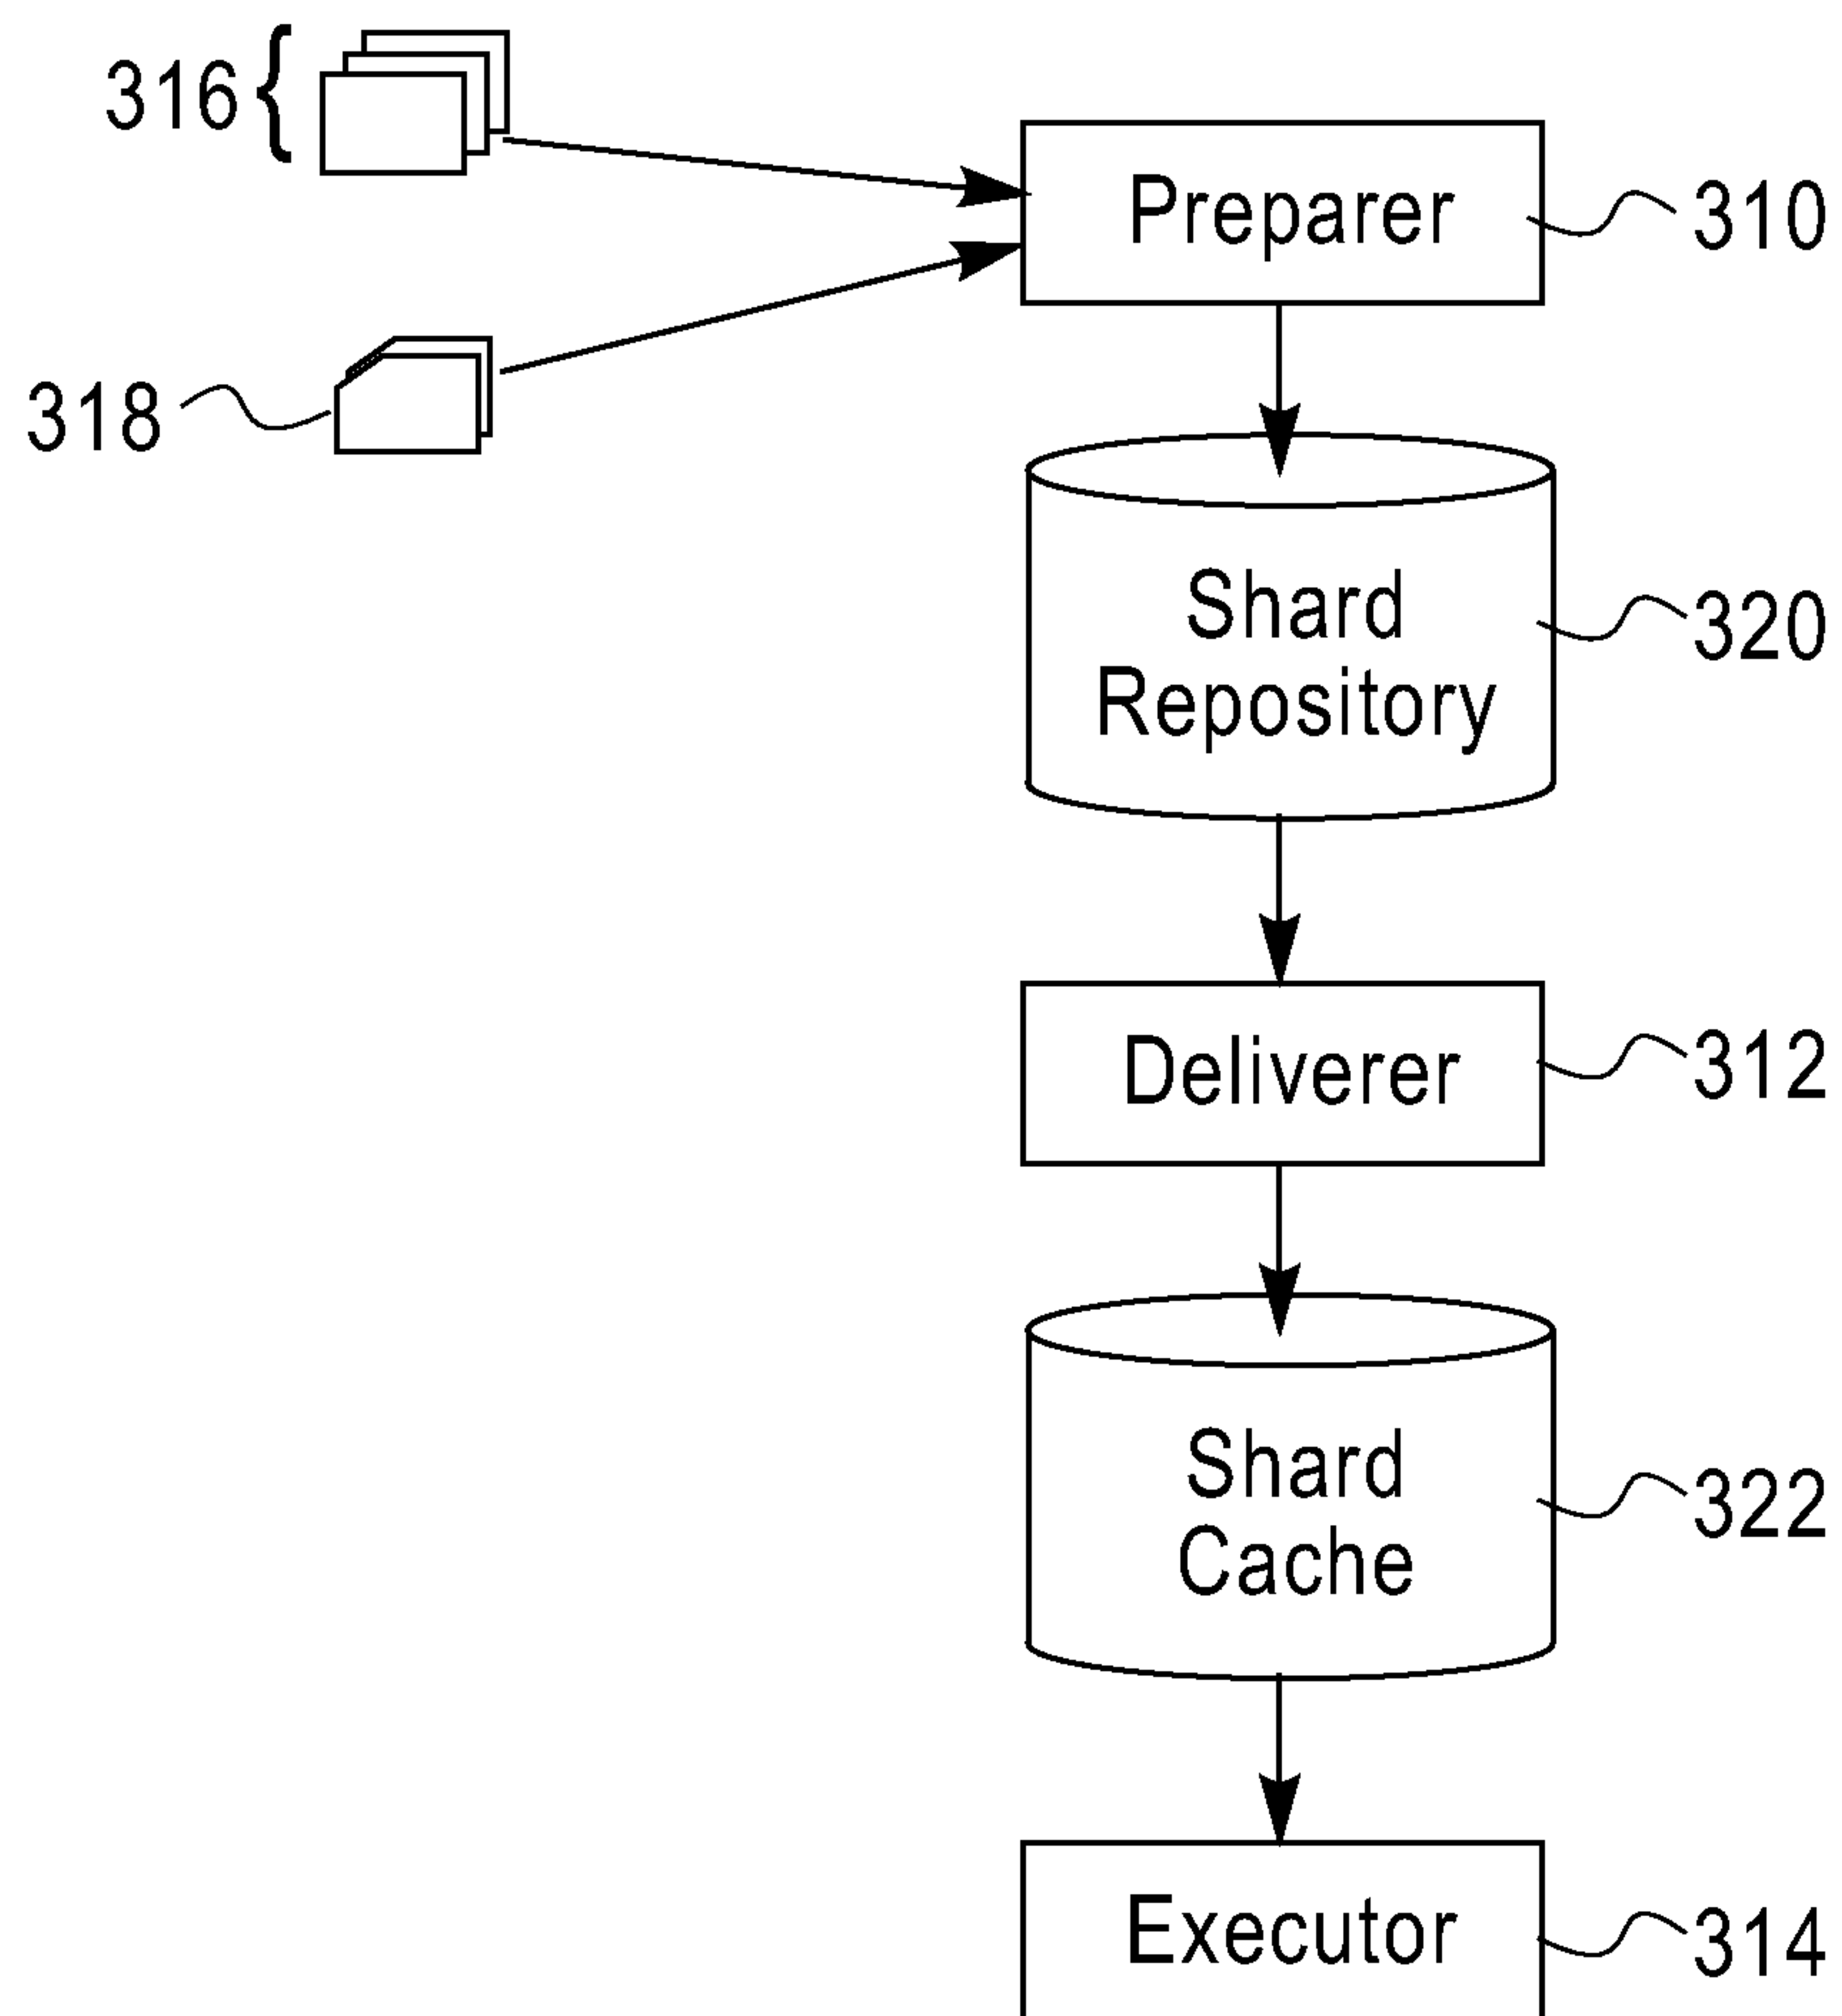 316
Preparer
310
318
Shard
Repository
320
Deliverer
312
Shard
Cache
322
Executor
314